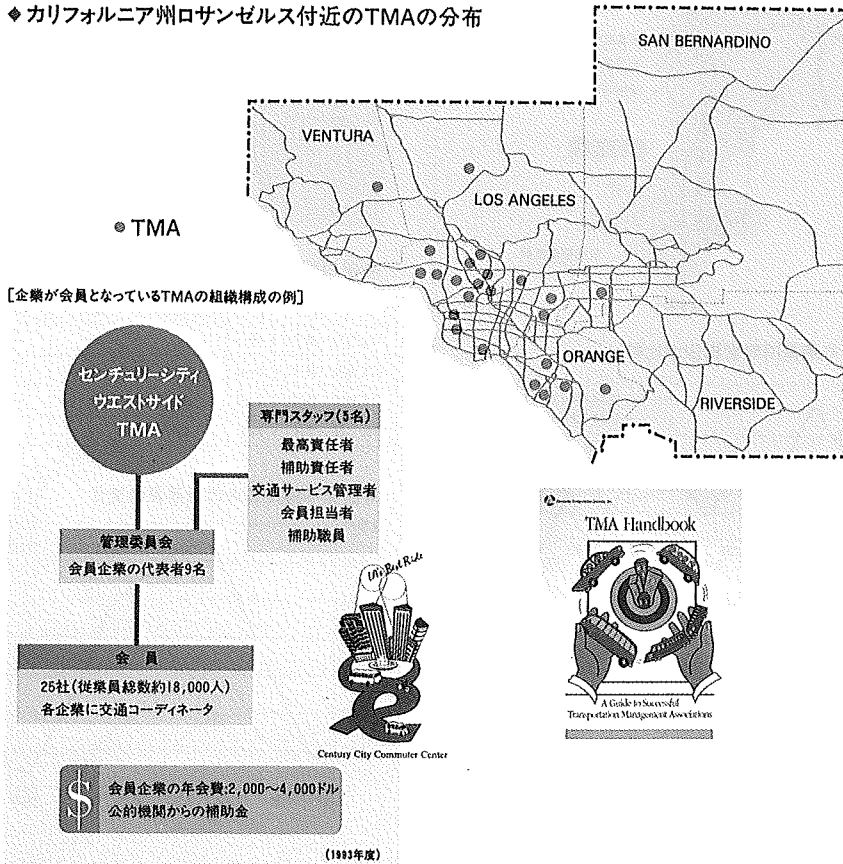 ◆カリフォルニア州ロサンゼルス付近のTMAの分布
SAN BERNARDINO
VENTURA
LOS ANGELES
TMA
ORANGE
RIVERSIDE
[企業が会員となっているTMAの組織構成の例]
センチュリーシティ
ウエストサイド
TMA
専門スタッフ(5名)
最高責任者
補助責任者
交通サービス管理者
会員担当者
補助職員
管理委員会
会員企業の代表者9名
会員
25社(従業員総数約18,000人)
各企業に交通コーディネータ
Century City Commuter Center
TMA Handbook
A Guide to Successful
Transportation Management Associations
$
会員企業の年会費:2,000〜4,000ドル
公的機関からの補助金
(1993年度)